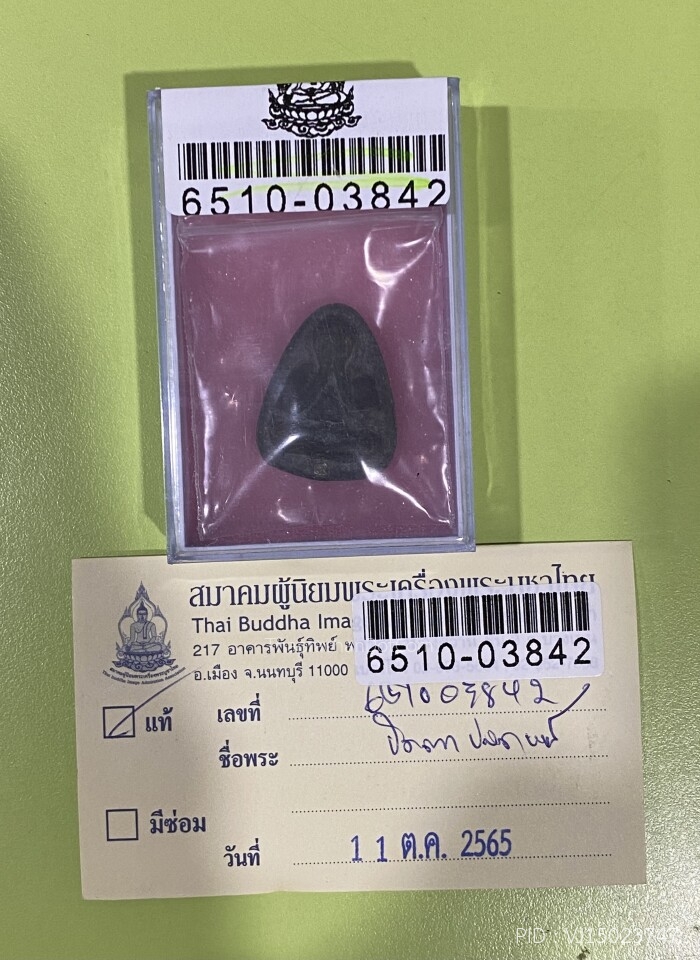 6510-03842
สมาคมผู้นิยมพระเครื่องพระบูชาไทย
Thai Buddha Imag
217 อาคารพันธุ์ทิพย์
อ.เมือง จ.นนทบุรี 11000
6510-03842
แท้
เลขที่ 651003842
ชื่อพระ
มีซ่อม
วันที่ 11 ต.ค. 2565